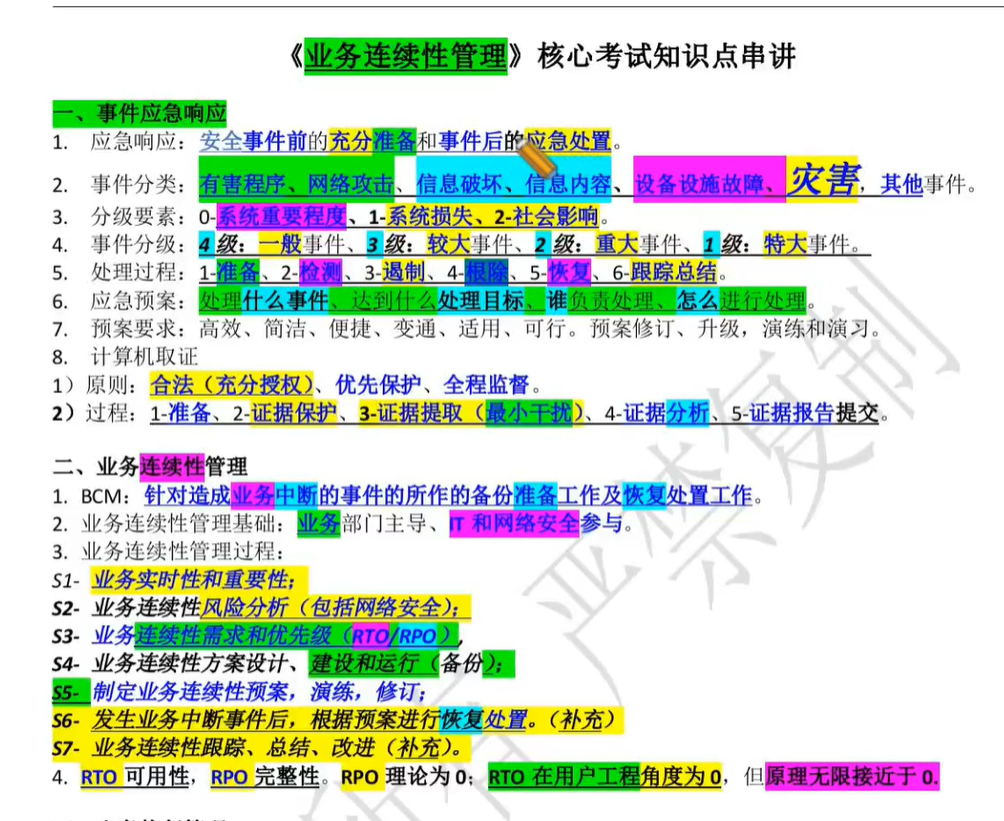 《业务连续性管理》核心考试知识点串讲
一、事件应急响应
1. 应急响应：安全事件前的充分准备和事件后的应急处置。
2. 事件分类：有害程序、网络攻击、信息破坏、信息内容、设备设施故障、灾害，其他事件。
3. 分级要素：0-系统重要程度、1-系统损失、2-社会影响。
4. 事件分级：4级：一般事件、3级：较大事件、2级：重大事件、1级：特大事件。
5. 处理过程：1-准备、2-检测、3-遏制、4-根除、5-恢复、6-跟踪总结。
6. 应急预案：处理什么事件、达到什么处理目标、谁负责处理、怎么进行处理。
7. 预案要求：高效、简洁、便捷、变通、适用、可行。预案修订、升级，演练和演习。
8. 计算机取证
1）原则：合法（充分授权）、优先保护、全程监督。
2）过程：1-准备、2-证据保护、3-证据提取（最小干扰）、4-证据分析、5-证据报告提交。
二、业务连续性管理
1. BCM：针对造成业务中断的事件的所作的备份准备工作及恢复处置工作。
2. 业务连续性管理基础：业务部门主导、IT 和网络安全参与。
3. 业务连续性管理过程：
S1- 业务实时性和重要性；
S2- 业务连续性风险分析（包括网络安全）；
S3- 业务连续性需求和优先级（RTO/RPO），
S4- 业务连续性方案设计、建设和运行（备份）；
S5- 制定业务连续性预案，演练，修订；
S6- 发生业务中断事件后，根据预案进行恢复处置。（补充）
S7- 业务连续性跟踪、总结、改进（补充）。
4. RTO 可用性，RPO 完整性。RPO 理论为 0；RTO 在用户工程角度为 0，但原理无限接近于 0.
严禁复制